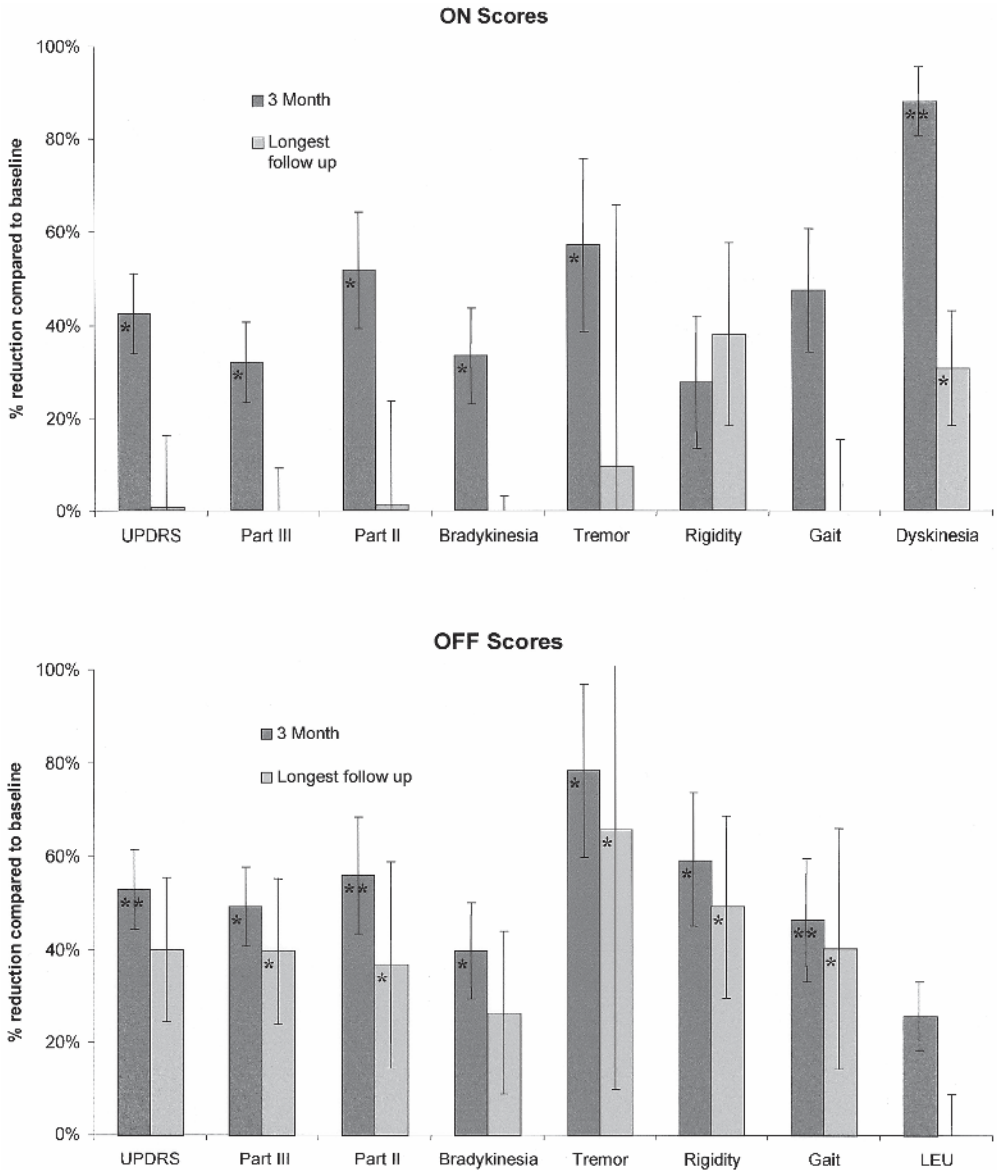 ON Scores
% reduction compared to baseline
100%
80%
60%
40%
20%
0%
3 Month
Longest
follow up
*
*
*
*
*
**
*
UPDRS Part III Part II Bradykinesia Tremor Rigidity Gait Dyskinesia
OFF Scores
% reduction compared to baseline
100%
80%
60%
40%
20%
0%
3 Month
Longest follow up
**
*
*
**
*
*
*
*
*
*
**
*
UPDRS Part III Part II Bradykinesia Tremor Rigidity Gait LEU